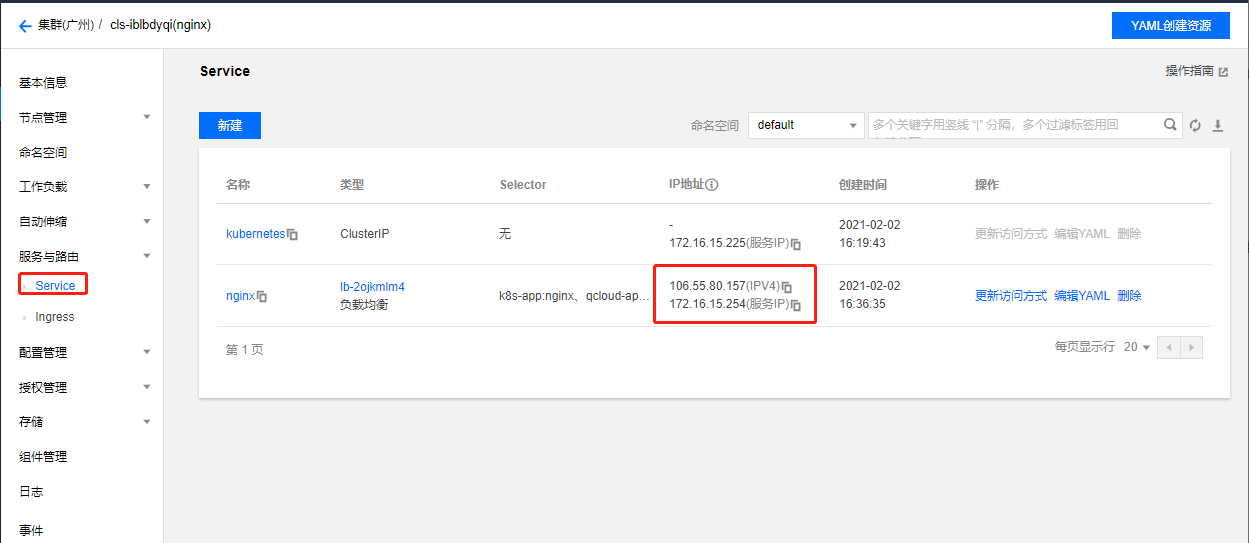 集群(广州) / cls-iblbdyqi(nginx)
YAML创建资源
基本信息
节点管理
命名空间
工作负载
自动伸缩
服务与路由
Service
Ingress
配置管理
授权管理
存储
组件管理
日志
事件
Service
操作指南
新建
命名空间 default 多个关键字用竖线 “|” 分隔，多个过滤标签用回
名称 类型 Selector IP地址 创建时间 操作
kubernetes ClusterIP 无 - 2021-02-02 更新访问方式 编辑YAML 删除
172.16.15.225(服务IP) 16:19:43
nginx lb-2ojkmlm4 k8s-app:nginx、qcloud-ap... 106.55.80.157(IPV4) 2021-02-02 更新访问方式 编辑YAML 删除
负载均衡 172.16.15.254(服务IP) 16:36:35
第 1 页 每页显示行 20